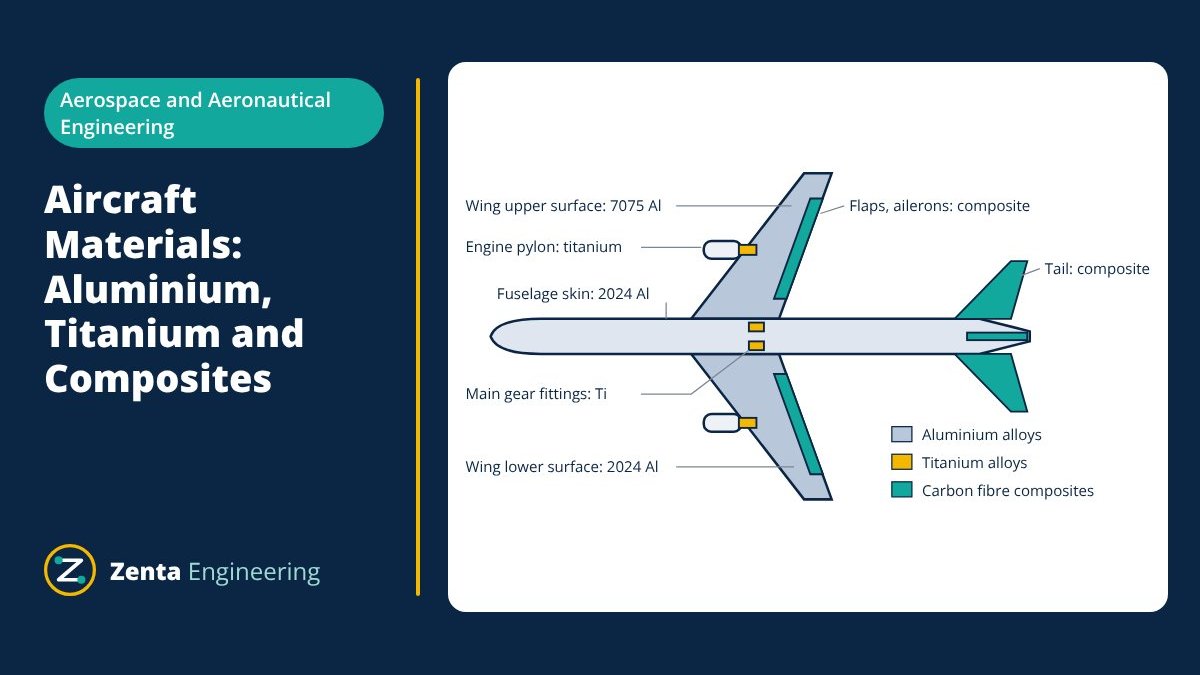 Aerospace and Aeronautical
Engineering
Aircraft
Materials:
Aluminium,
Titanium and
Composites
Zenta Engineering
Wing upper surface: 7075 Al
Flaps, ailerons: composite
Engine pylon: titanium
Tail: composite
Fuselage skin: 2024 Al
Main gear fittings: Ti
Wing lower surface: 2024 Al
Aluminium alloys
Titanium alloys
Carbon fibre composites